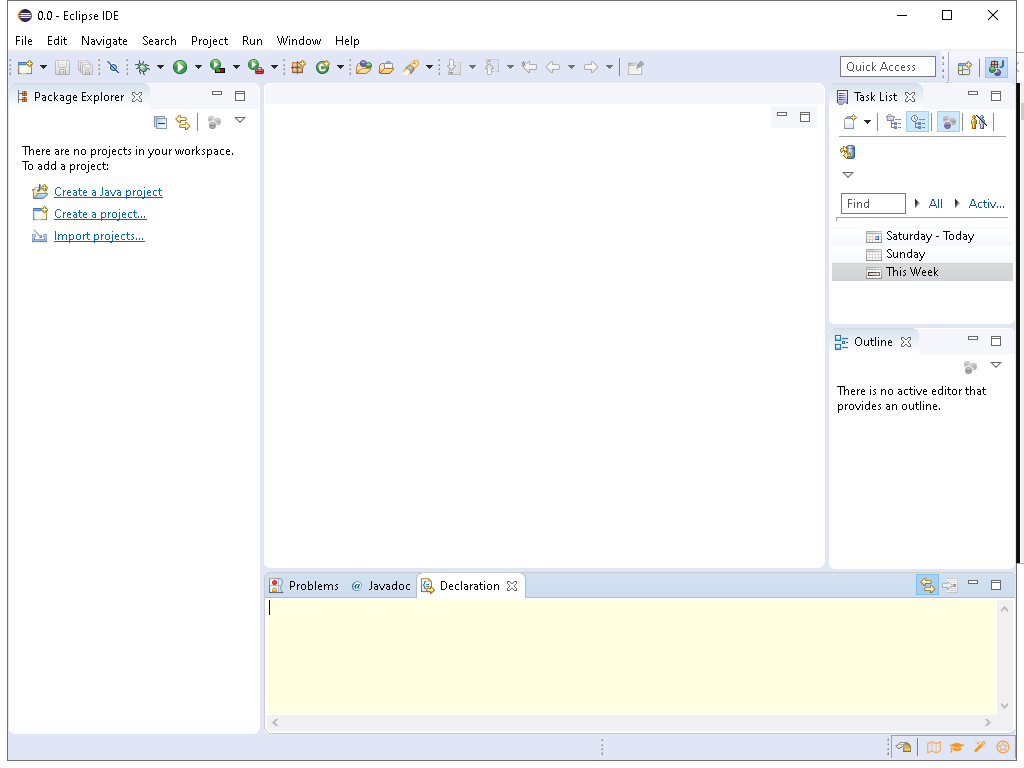 0.0 - Eclipse IDE
File Edit Navigate Search Project Run Window Help
Quick Access
Package Explorer
There are no projects in your workspace.
To add a project:
Create a Java project
Create a project...
Import projects...
Task List
Find All Activ...
Saturday - Today
Sunday
This Week
Outline
There is no active editor that
provides an outline.
Problems @ Javadoc Declaration